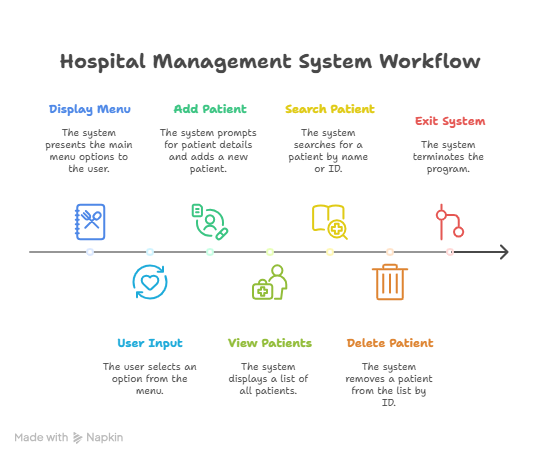 Hospital Management System Workflow
Display Menu
The system
presents the main
menu options to
the user.
Add Patient
The system prompts
for patient details
and adds a new
patient.
Search Patient
The system
searches for a
patient by name
or ID.
Exit System
The system
terminates the
program.
User Input
The user selects an
option from the
menu.
View Patients
The system
displays a list of
all patients.
Delete Patient
The system
removes a patient
from the list by
ID.
Made with Napkin